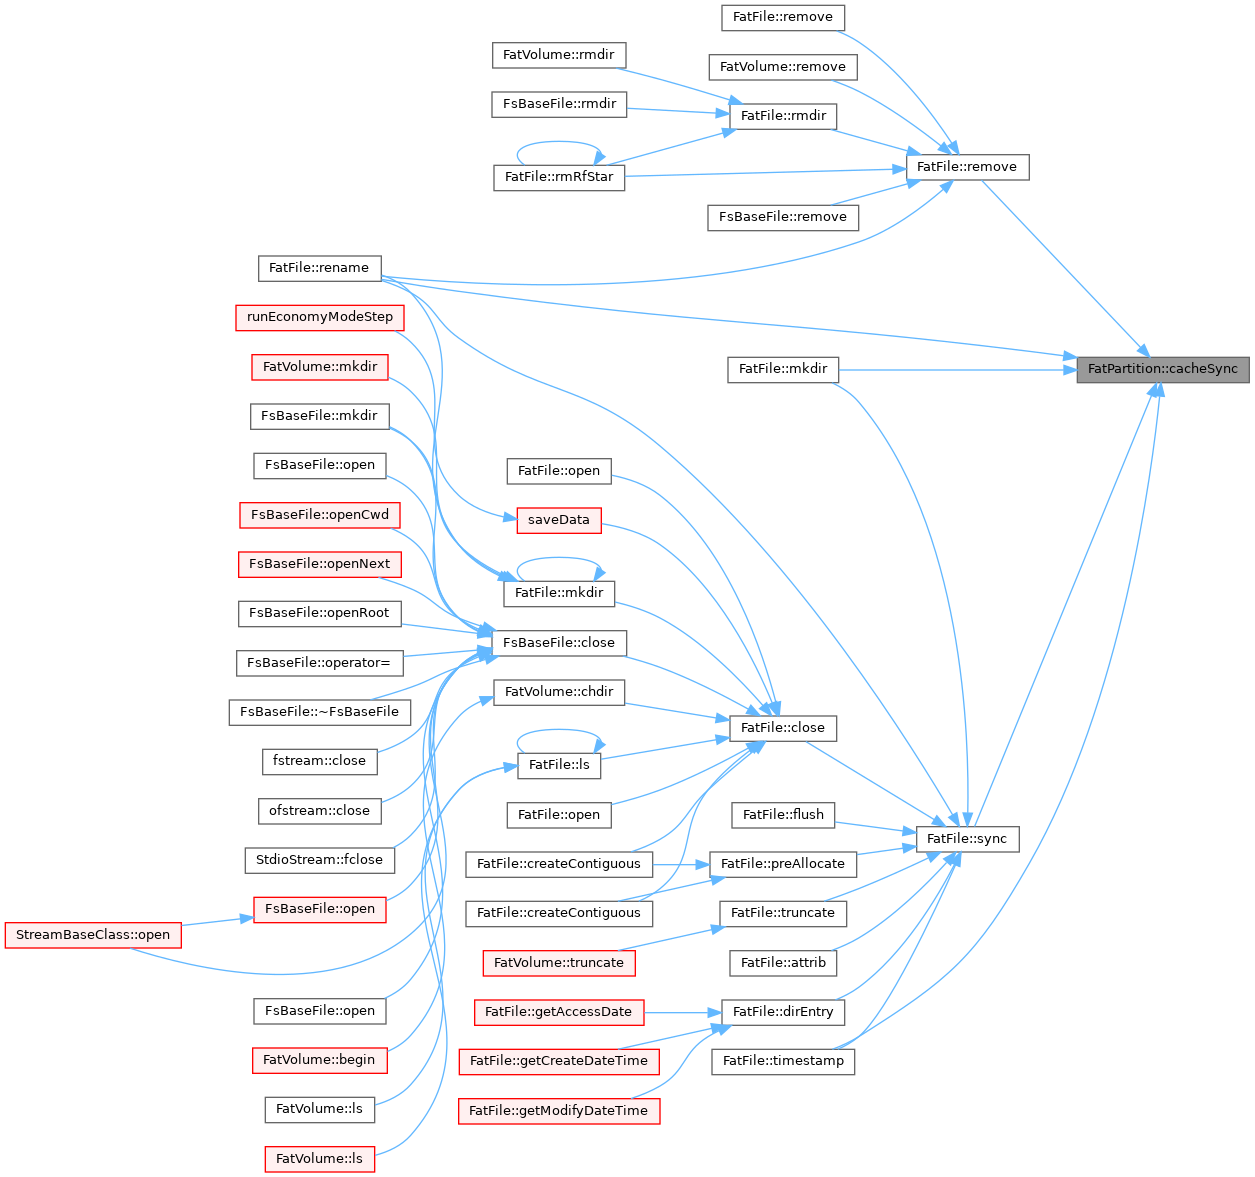 FatFile::remove
FatVolume::rmdir
FatVolume::remove
FsBaseFile::rmdir
FatFile::rmdir
FatFile::remove
FatFile::rmRfStar
FsBaseFile::remove
FatFile::rename
runEconomyModeStep
FatVolume::mkdir
FatFile::mkdir
FatPartition::cacheSync
FsBaseFile::mkdir
FsBaseFile::open
FatFile::open
FsBaseFile::openCwd
saveData
FsBaseFile::openNext
FatFile::mkdir
FsBaseFile::openRoot
FsBaseFile::close
FsBaseFile::operator=
FatVolume::chdir
FsBaseFile::~FsBaseFile
FatFile::close
fstream::close
FatFile::ls
ofstream::close
FatFile::open
FatFile::flush
FatFile::sync
StdioStream::fclose
FatFile::createContiguous
FatFile::preAllocate
FsBaseFile::open
FatFile::createContiguous
FatFile::truncate
StreamBaseClass::open
FatVolume::truncate
FatFile::attrib
FsBaseFile::open
FatFile::getAccessDate
FatFile::dirEntry
FatVolume::begin
FatFile::getCreateDateTime
FatFile::timestamp
FatVolume::ls
FatFile::getModifyDateTime
FatVolume::ls